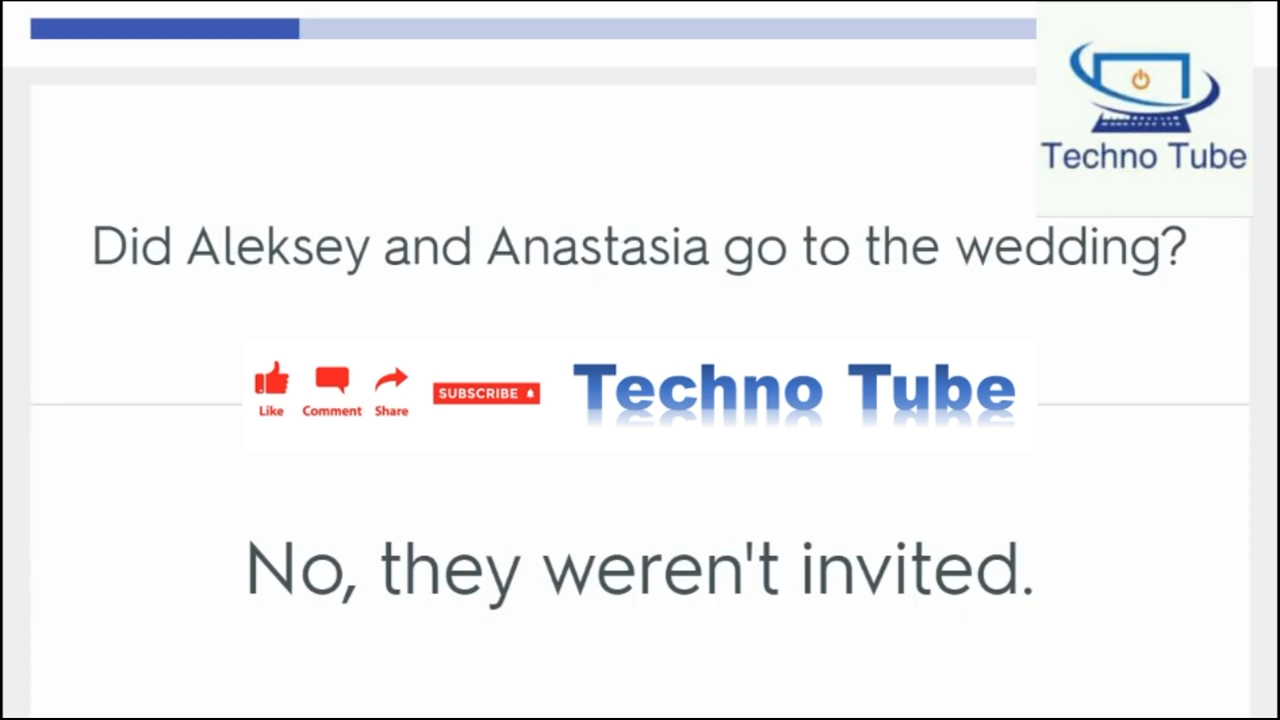 Techno Tube
Did Aleksey and Anastasia go to the wedding?
Like Comment Share SUBSCRIBE Techno Tube
No, they weren't invited.